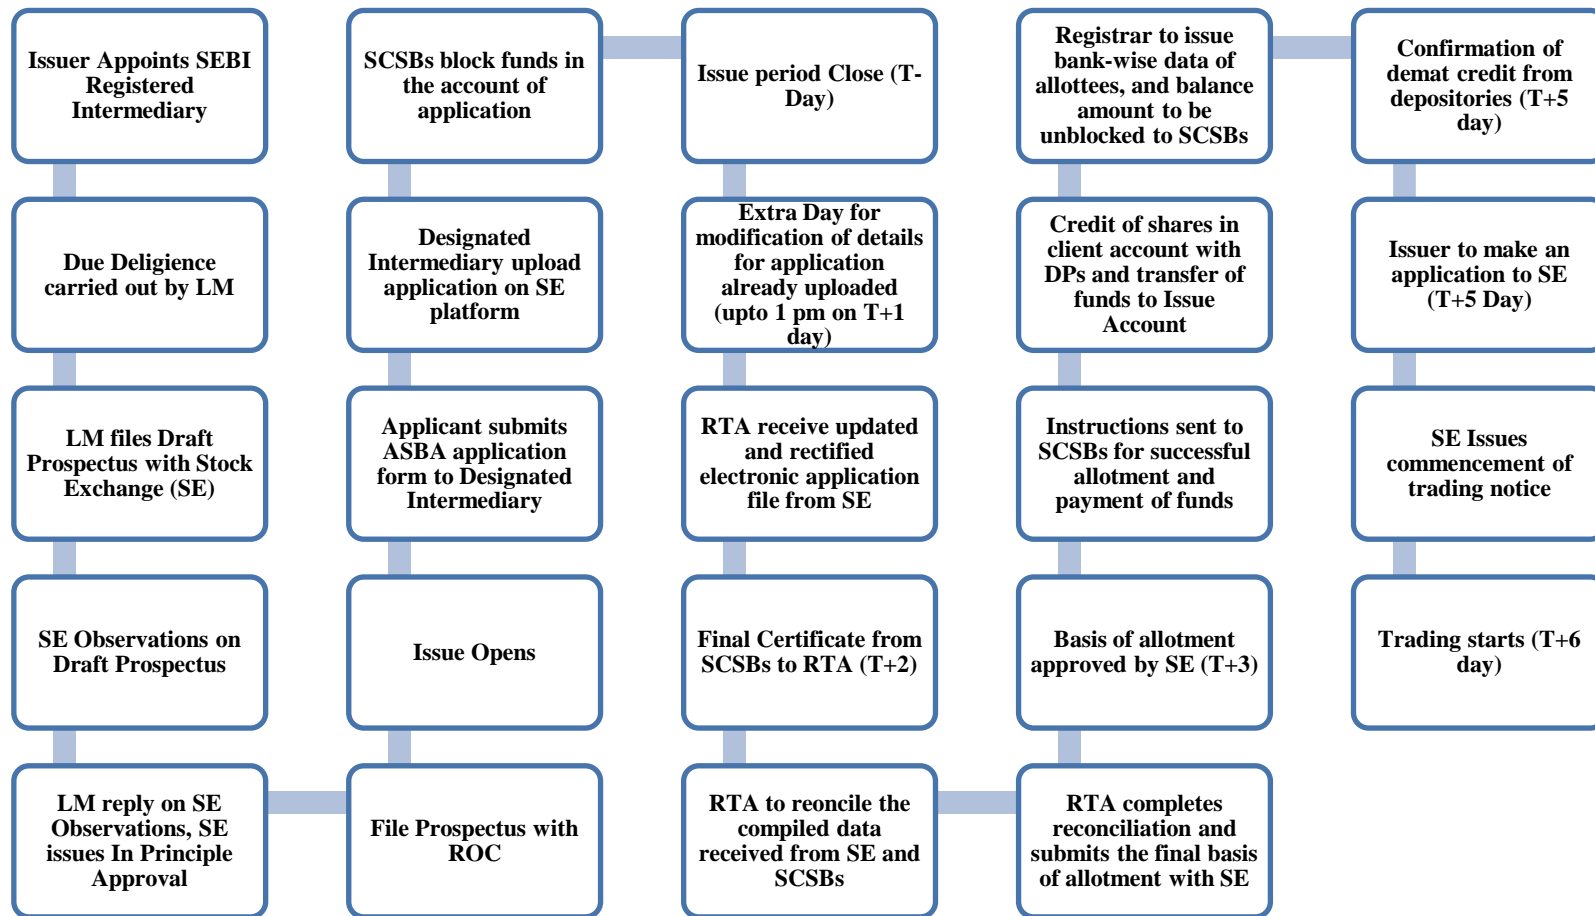 Issuer Appoints SEBI
Registered
Intermediary
Due Deligience
carried out by LM
LM files Draft
Prospectus with Stock
Exchange (SE)
SE Observations on
Draft Prospectus
LM reply on SE
Observations, SE
issues In Principle
Approval
File Prospectus with
ROC
Issue Opens
Applicant submits
ASBA application
form to Designated
Intermediary
Designated
Intermediary upload
application on SE
platform
SCSBs block funds in
the account of
application
Issue period Close (T-
Day)
Extra Day for
modification of details
for application
already uploaded
(upto 1 pm on T+1
day)
RTA receive updated
and rectified
electronic application
file from SE
Final Certificate from
SCSBs to RTA (T+2)
RTA to reconcile the
compiled data
received from SE and
SCSBs
RTA completes
reconciliation and
submits the final basis
of allotment with SE
Basis of allotment
approved by SE (T+3)
Instructions sent to
SCSBs for successful
allotment and
payment of funds
Credit of shares in
client account with
DPs and transfer of
funds to Issue
Account
Registrar to issue
bank-wise data of
allottees, and balance
amount to be
unblocked to SCSBs
Confirmation of
demat credit from
depositories (T+5
day)
Issuer to make an
application to SE
(T+5 Day)
SE Issues
commencement of
trading notice
Trading starts (T+6
day)